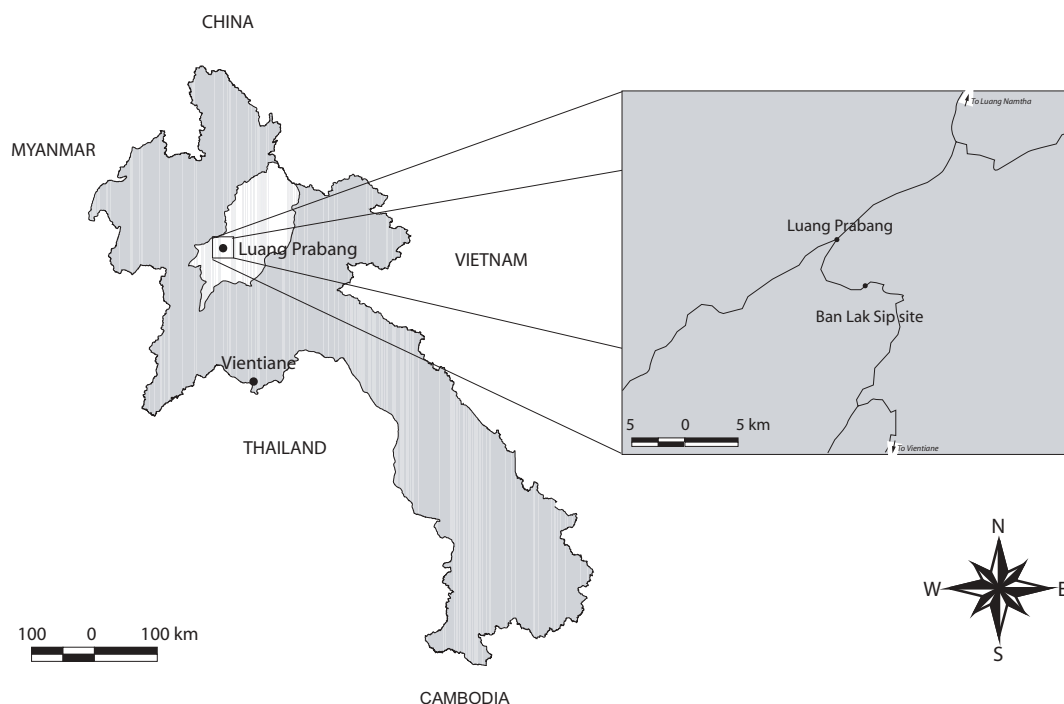 CHINA
MYANMAR
To Luang Namtha
Luang Prabang
Luang Prabang
VIETNAM
Ban Lak Sip site
Vientiane
THAILAND
5 0 5 km
To Vientiane
N
W E
S
100 0 100 km
CAMBODIA